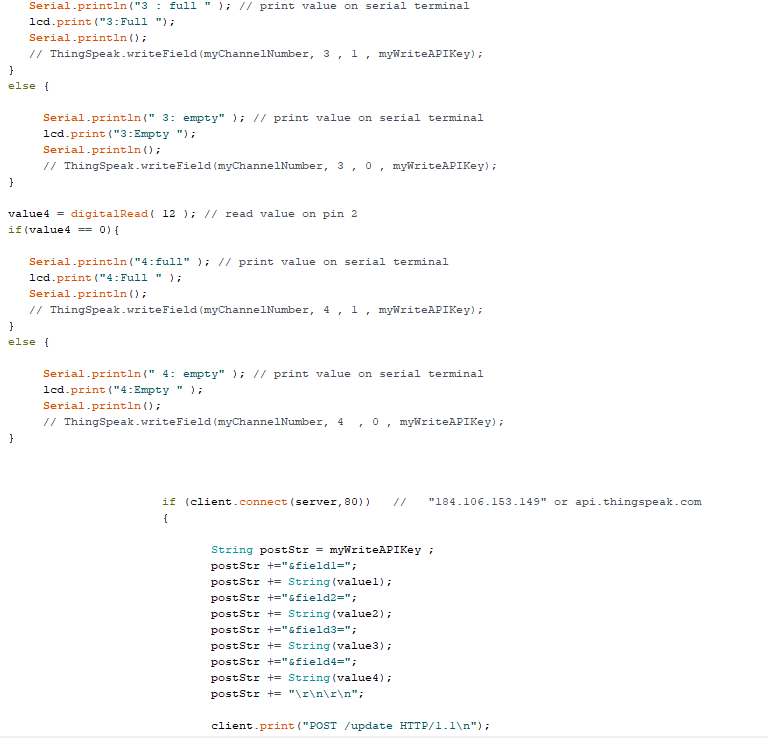 Serial.println("3 : full " ); // print value on serial terminal
lcd.print("3:Full ");
Serial.println();
// ThingSpeak.writeField(myChannelNumber, 3 , 1 , myWriteAPIKey);
}
else {
Serial.println(" 3: empty" ); // print value on serial terminal
lcd.print("3:Empty ");
Serial.println();
// ThingSpeak.writeField(myChannelNumber, 3 , 0 , myWriteAPIKey);
}
value4 = digitalRead( 12 ); // read value on pin 2
if(value4 == 0){
Serial.println("4:full" ); // print value on serial terminal
lcd.print("4:Full " );
Serial.println();
// ThingSpeak.writeField(myChannelNumber, 4 , 1 , myWriteAPIKey);
}
else {
Serial.println(" 4: empty" ); // print value on serial terminal
lcd.print("4:Empty " );
Serial.println();
// ThingSpeak.writeField(myChannelNumber, 4  , 0 , myWriteAPIKey);
}
if (client.connect(server,80))   //   "184.106.153.149" or api.thingspeak.com
{
String postStr = myWriteAPIKey ;
postStr +="&field1=";
postStr += String(value1);
postStr +="&field2=";
postStr += String(value2);
postStr +="&field3=";
postStr += String(value3);
postStr +="&field4=";
postStr += String(value4);
postStr += "\r\n\r\n";
client.print("POST /update HTTP/1.1\n");